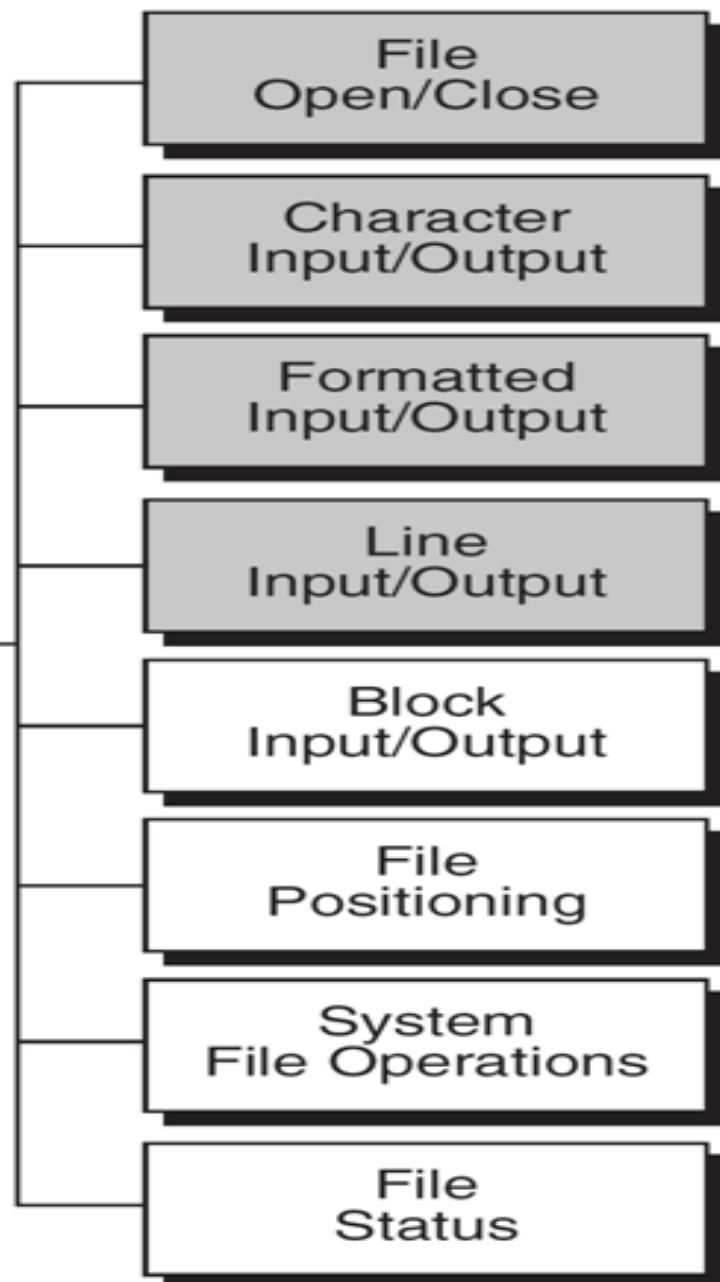 File
Open/Close
Character
Input/Output
Formatted
Input/Output
Line
Input/Output
Block
Input/Output
File
Positioning
System
File Operations
File
Status